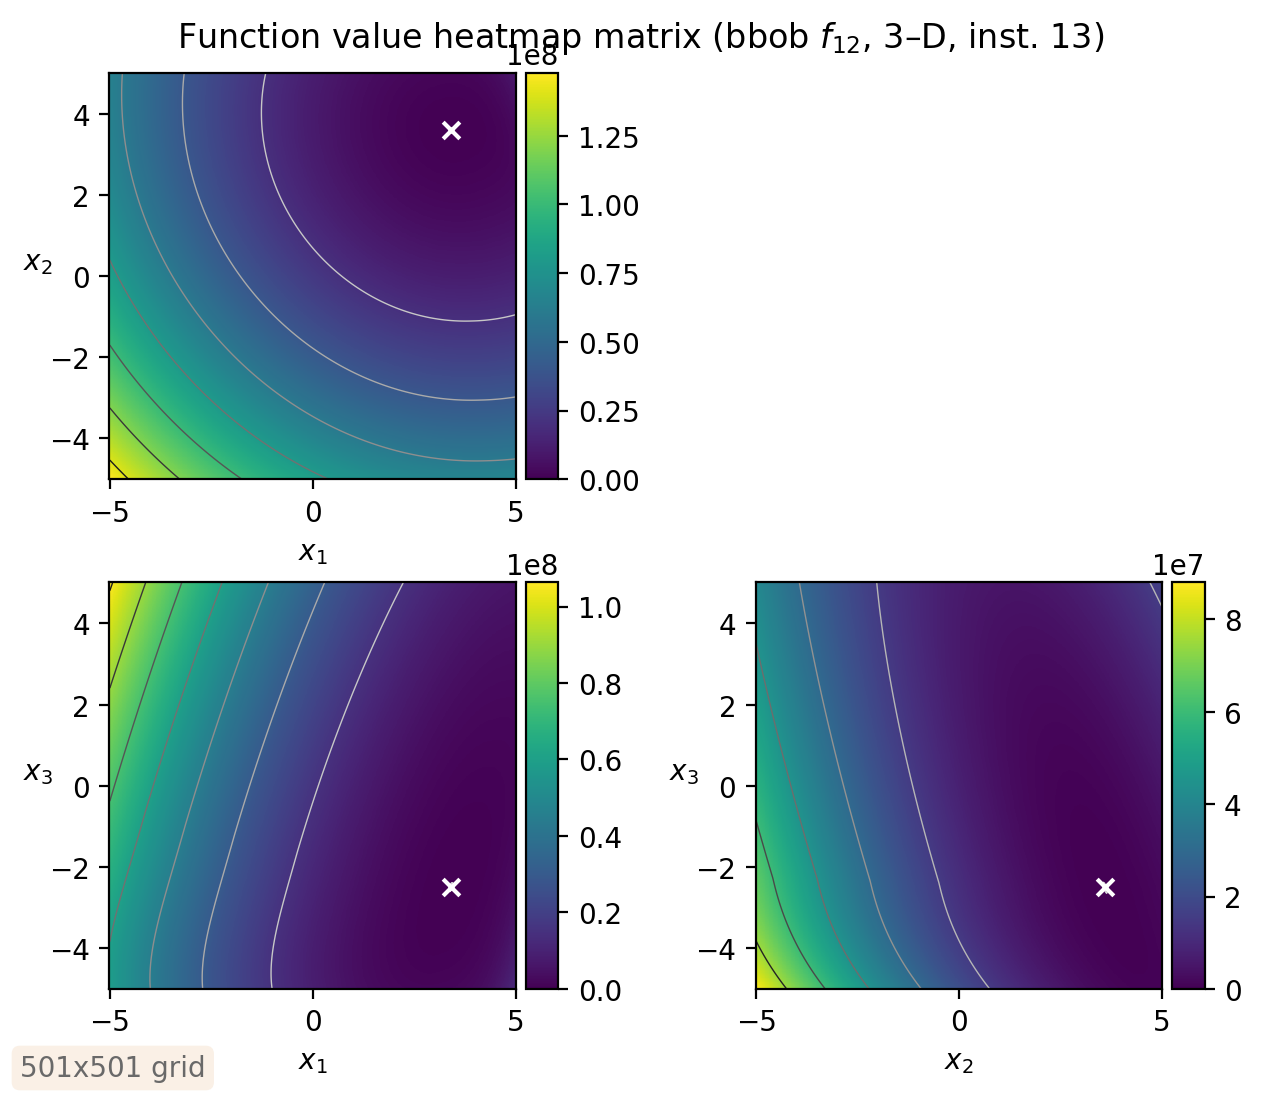 Function value heatmap matrix (bbob f₁₂, 3–D, inst. 13)
1e8
4
2
0
−2
−4
x₂
−5 0 5
x₁
1.25
1.00
0.75
0.50
0.25
0.00
1e8
4
2
0
−2
−4
x₃
−5 0 5
x₁
1.0
0.8
0.6
0.4
0.2
0.0
1e7
4
2
0
−2
−4
x₃
−5 0 5
x₂
8
6
4
2
0
501x501 grid